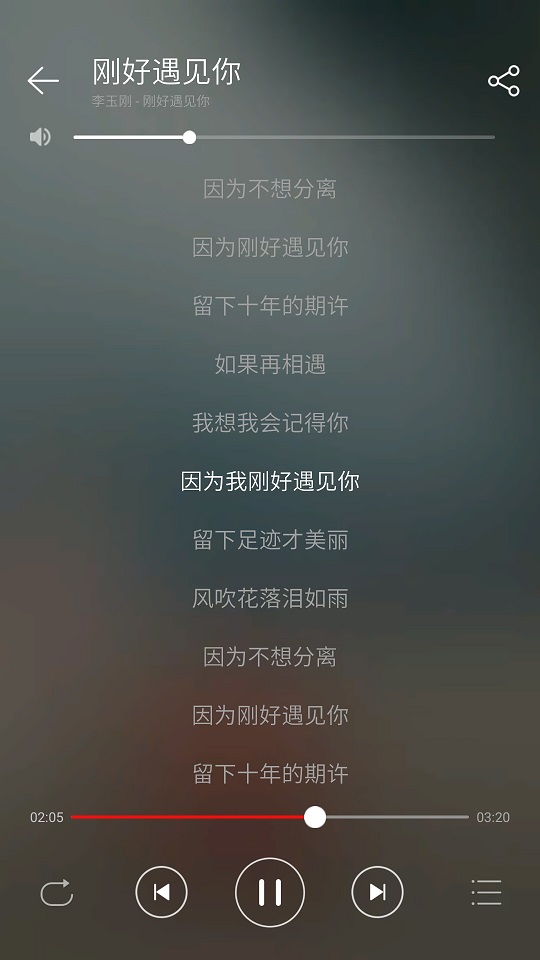 刚好遇见你
李玉刚 - 刚好遇见你
因为不想分离
因为刚好遇见你
留下十年的期许
如果再相遇
我想我会记得你
因为我刚好遇见你
留下足迹才美丽
风吹花落泪如雨
因为不想分离
因为刚好遇见你
留下十年的期许
02:05
03:20